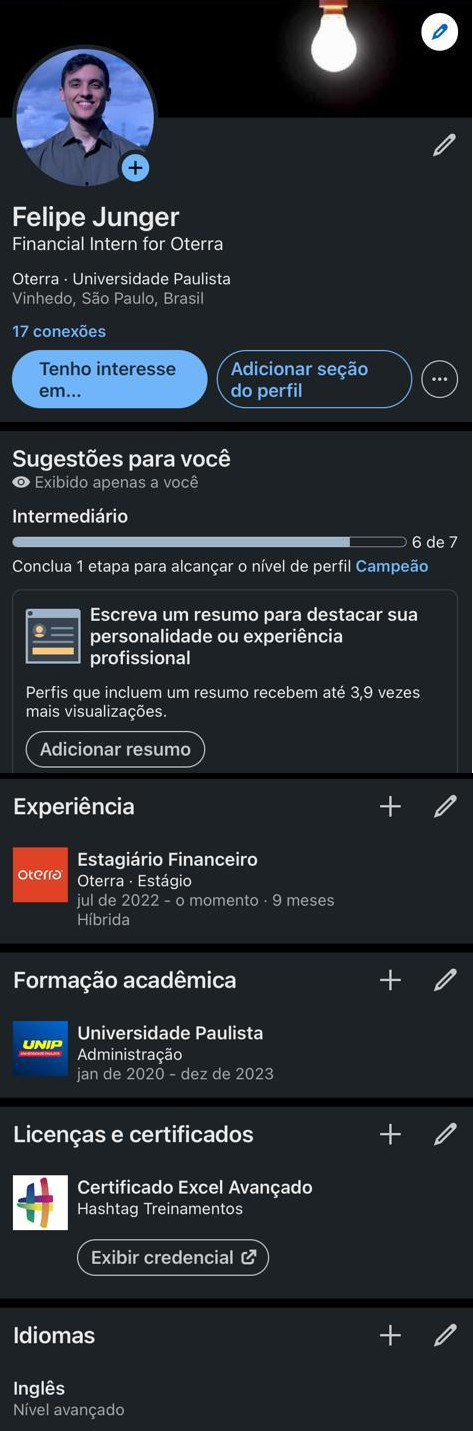 Felipe Junger
Financial Intern for Oterra
Oterra · Universidade Paulista
Vinhedo, São Paulo, Brasil
17 conexões
Tenho interesse
em...
Adicionar seção
do perfil
Sugestões para você
Exibido apenas a você
Intermediário
6 de 7
Conclua 1 etapa para alcançar o nível de perfil Campeão
Escreva um resumo para destacar sua
personalidade ou experiência
profissional
Perfis que incluem um resumo recebem até 3,9 vezes
mais visualizações.
Adicionar resumo
Experiência
oterra
Estagiário Financeiro
Oterra · Estágio
jul de 2022 - o momento · 9 meses
Híbrida
Formação acadêmica
UNIP
UNIVERSIDADE PAULISTA
Universidade Paulista
Administração
jan de 2020 - dez de 2023
Licenças e certificados
Certificado Excel Avançado
Hashtag Treinamentos
Exibir credencial
Idiomas
Inglês
Nível avançado